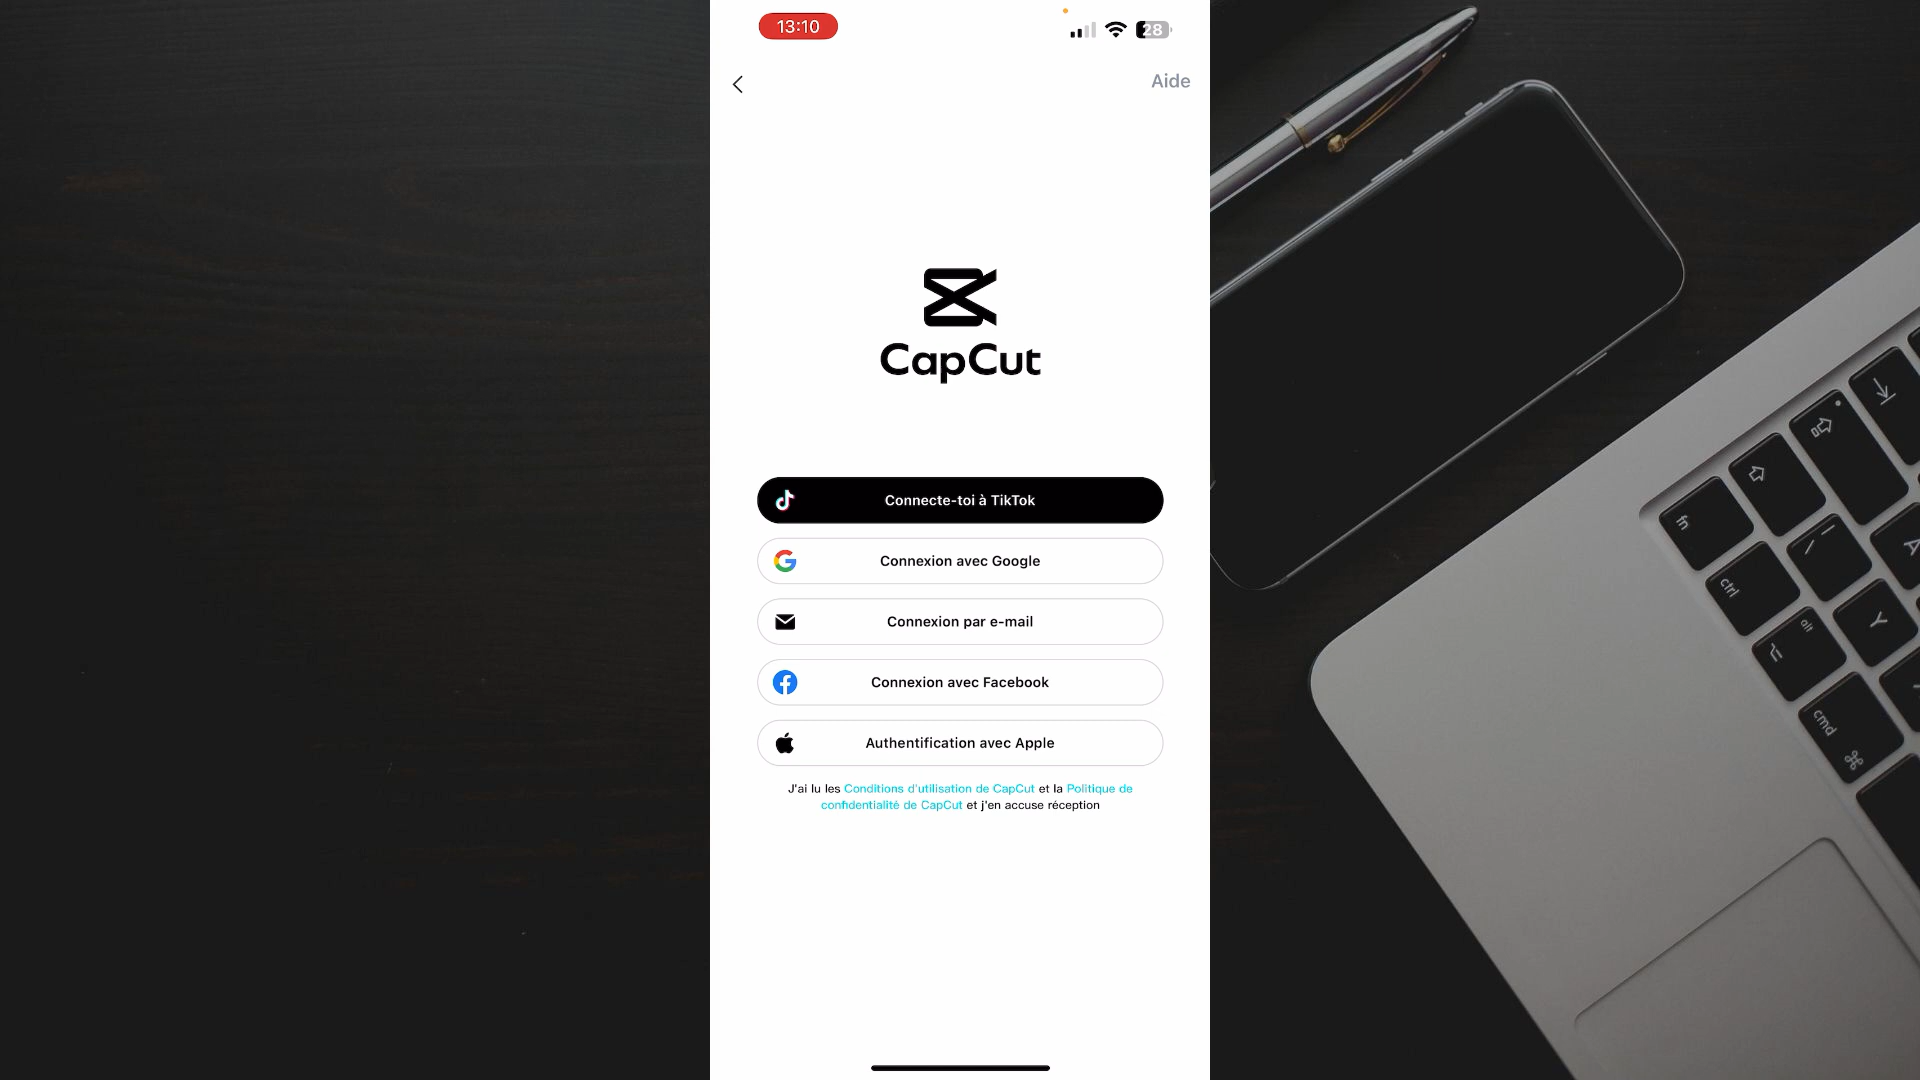 13:10
28
Aide
CapCut
Connecte-toi à TikTok
Connexion avec Google
Connexion par e-mail
Connexion avec Facebook
Authentification avec Apple
J'ai lu les Conditions d'utilisation de CapCut et la Politique de
confidentialité de CapCut et j'en accuse réception
fn
ctrl
alt
cmd
Y
A